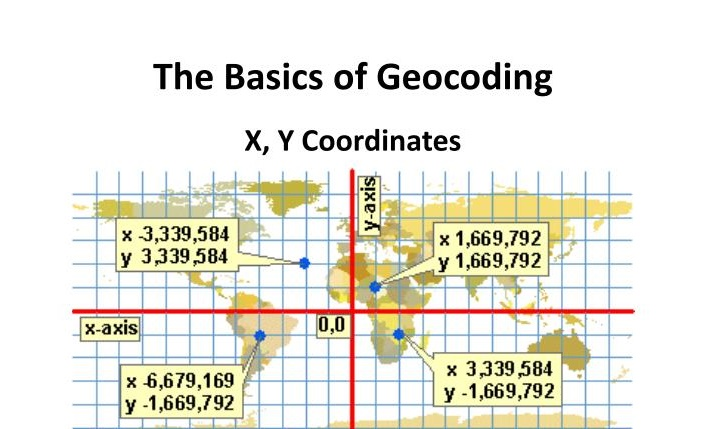 The Basics of Geocoding
X, Y Coordinates
y-axis
x -3,339,584
y 3,339,584
x 1,669,792
y 1,669,792
x-axis
0,0
x -6,679,169
y -1,669,792
x 3,339,584
y -1,669,792